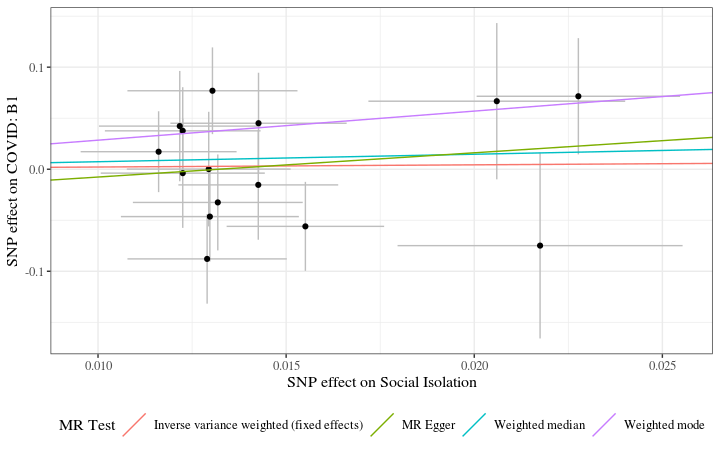 SNP effect on COVID: B1
0.1
0.0
-0.1
0.010
0.015
0.020
0.025
SNP effect on Social Isolation
MR Test
Inverse variance weighted (fixed effects)
MR Egger
Weighted median
Weighted mode